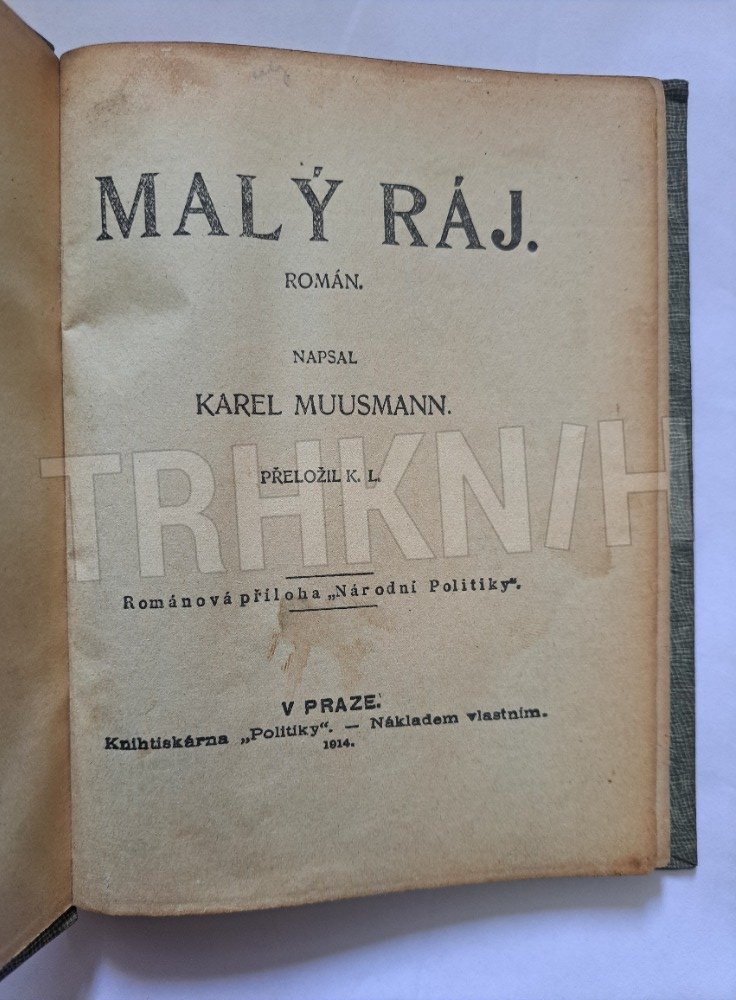 MALÝ RÁJ.
ROMÁN.
NAPSAL
KAREL MUUSMANN.
PŘELOŽIL K. L.
TRHKNIH
Románová příloha „Národní Politiky“.
V PRAZE.
Knihtiskárna „Politiky“. — Nákladem vlastním.
1914.